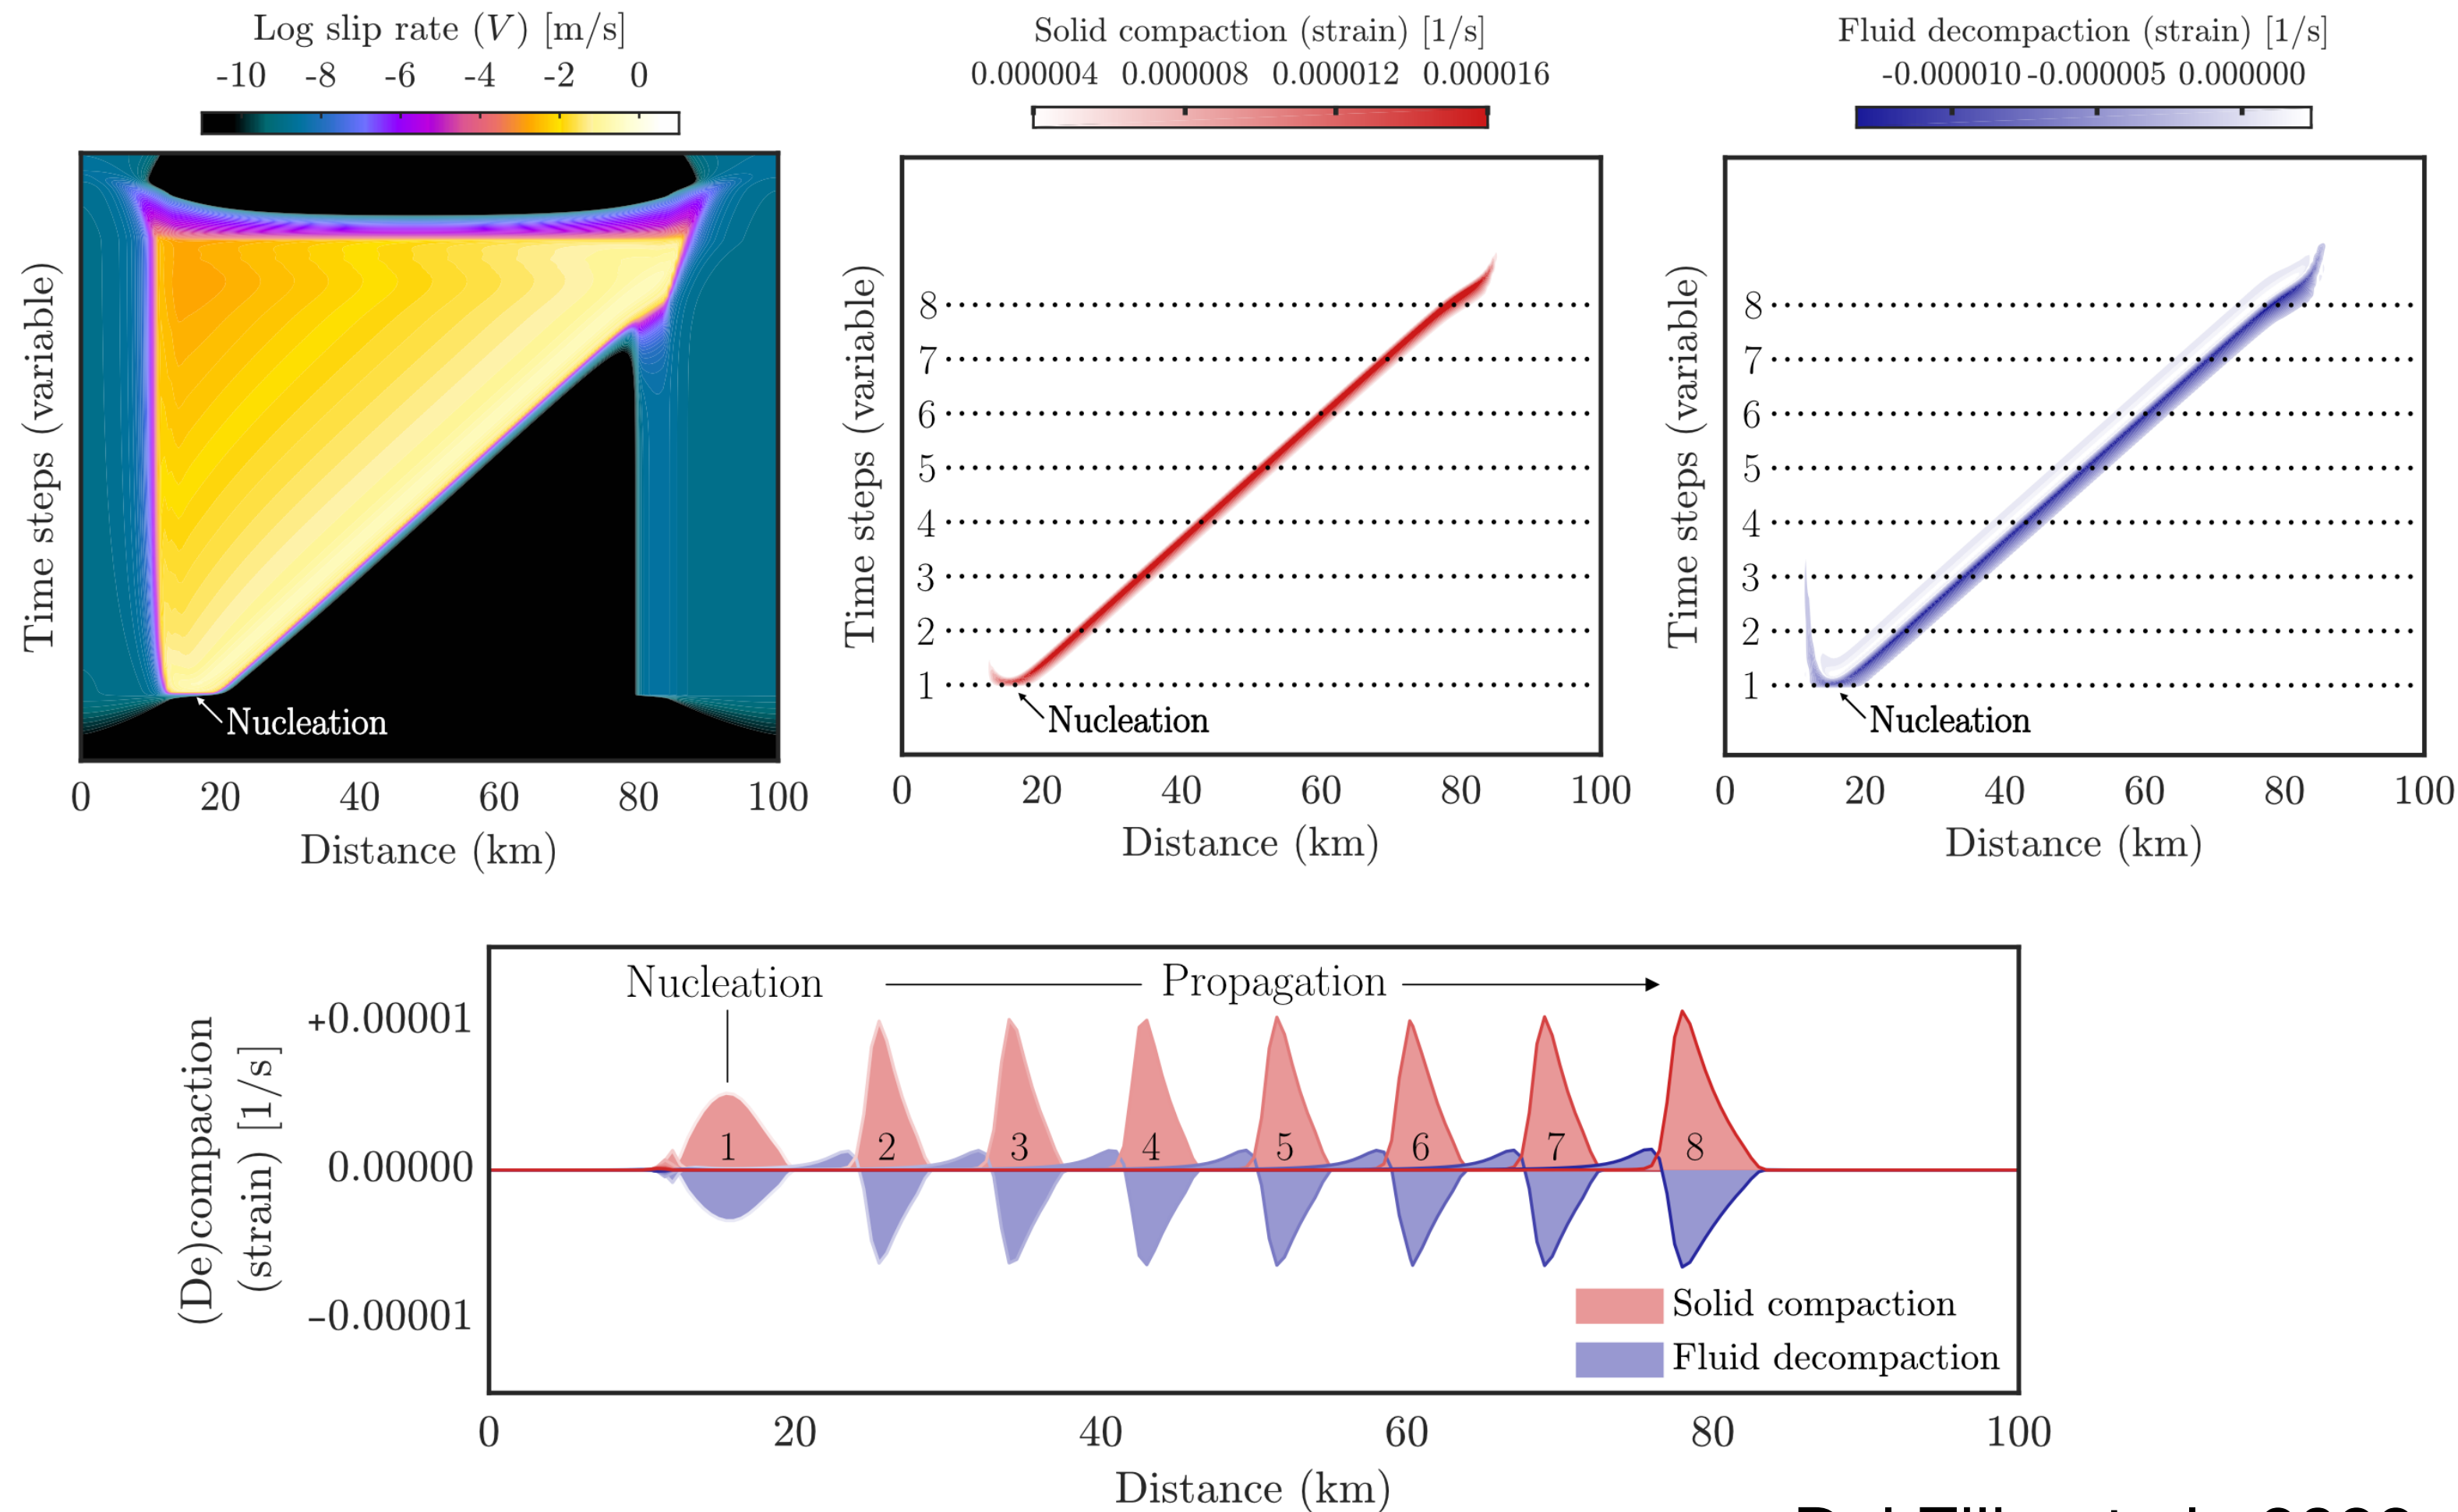 Log slip rate (V) [m/s]
-10 -8 -6 -4 -2 0
Solid compaction (strain) [1/s]
0.000004 0.000008 0.000012 0.000016
Fluid decompaction (strain) [1/s]
-0.000010 -0.000005 0.000000
Time steps (variable)
Nucleation
0 20 40 60 80 100
Distance (km)
Time steps (variable)
8
7
6
5
4
3
2
1
Nucleation
0 20 40 60 80 100
Distance (km)
Time steps (variable)
8
7
6
5
4
3
2
1
Nucleation
0 20 40 60 80 100
Distance (km)
(De)compaction
(strain) [1/s]
+0.00001
0.00000
-0.00001
Nucleation
Propagation
1 2 3 4 5 6 7 8
Solid compaction
Fluid decompaction
0 20 40 60 80 100
Distance (km)